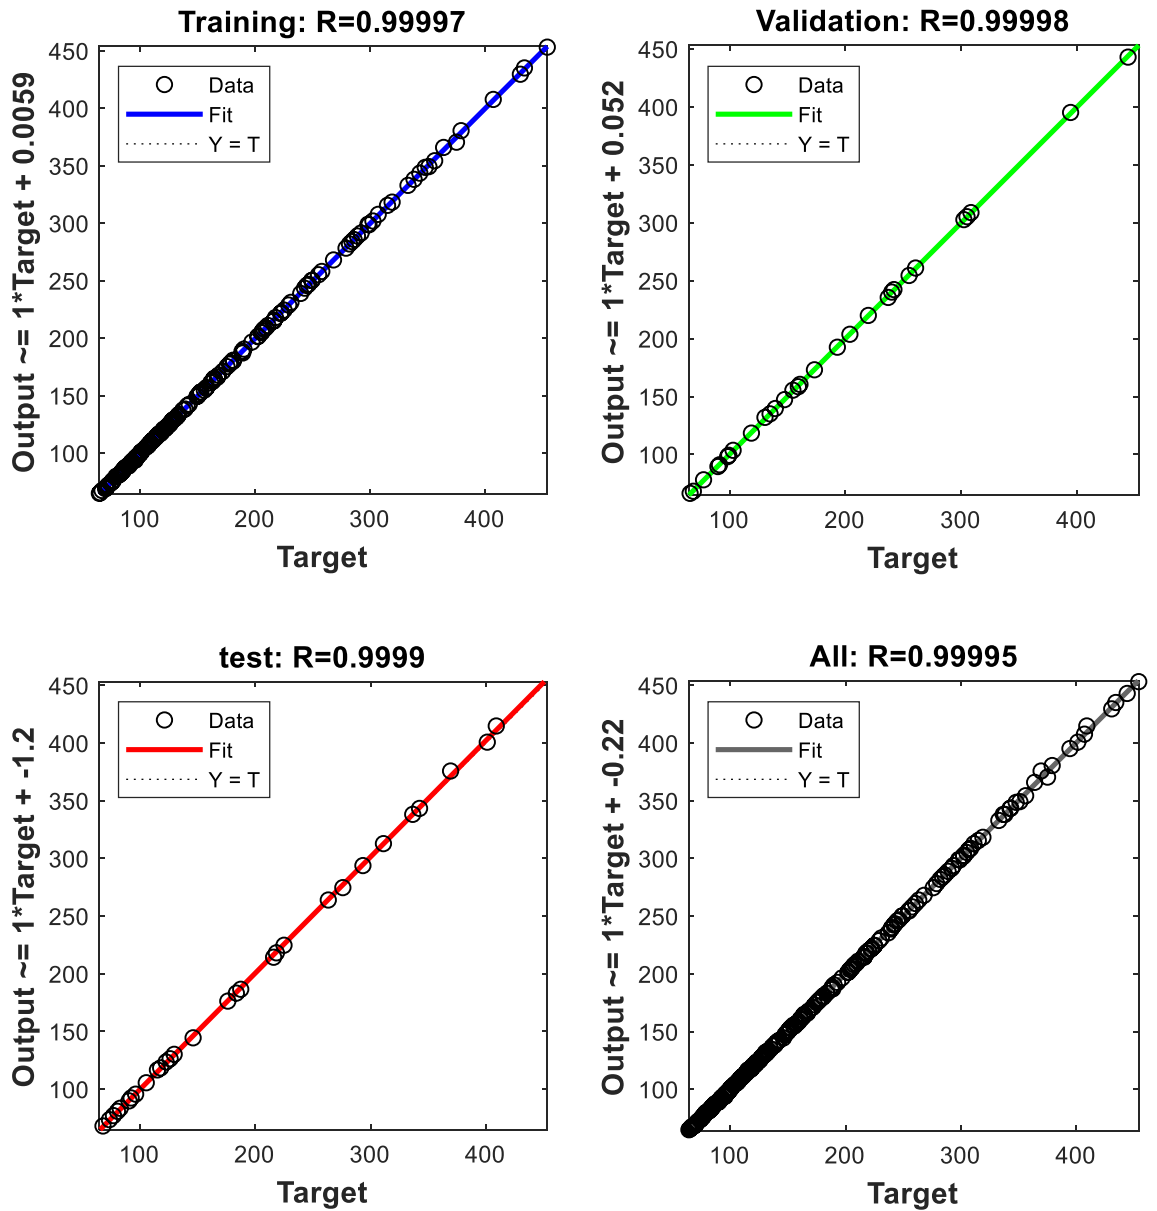 Training: R=0.99997
Output ~= 1*Target + 0.0059
450
400
350
300
250
200
150
100
Data
Fit
Y = T
100 200 300 400
Target
Validation: R=0.99998
Output ~= 1*Target + 0.052
450
400
350
300
250
200
150
100
Data
Fit
Y = T
100 200 300 400
Target
test: R=0.9999
Output ~= 1*Target + -1.2
450
400
350
300
250
200
150
100
Data
Fit
Y = T
100 200 300 400
Target
All: R=0.99995
Output ~= 1*Target + -0.22
450
400
350
300
250
200
150
100
Data
Fit
Y = T
100 200 300 400
Target